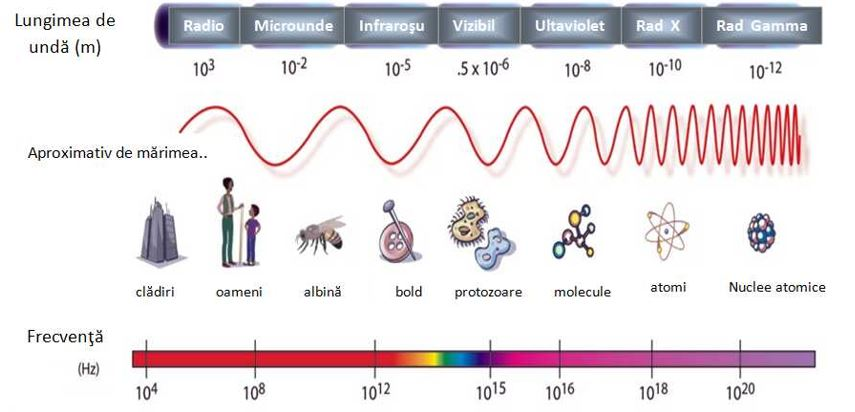 Lungimea de
undă (m)
Radio Microunde Infraroşu Vizibil Ultaviolet Rad X Rad Gamma
10³ 10⁻² 10⁻⁵ .5 x 10⁻⁶ 10⁻⁸ 10⁻¹⁰ 10⁻¹²
Aproximativ de mărimea..
clădiri oameni albină bold protozoare molecule atomi Nuclee atomice
Frecvenţă
(Hz)
10⁴ 10⁸ 10¹² 10¹⁵ 10¹⁶ 10¹⁸ 10²⁰